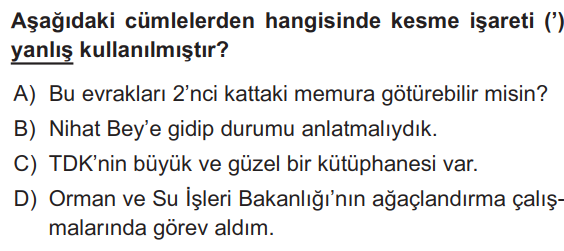 Aşağıdaki cümlelerden hangisinde kesme işareti (’)
yanlış kullanılmıştır?
A) Bu evrakları 2’nci kattaki memura götürebilir misin?
B) Nihat Bey’e gidip durumu anlatmalıydık.
C) TDK’nin büyük ve güzel bir kütüphanesi var.
D) Orman ve Su İşleri Bakanlığı’nın ağaçlandırma çalış-
malarında görev aldım.